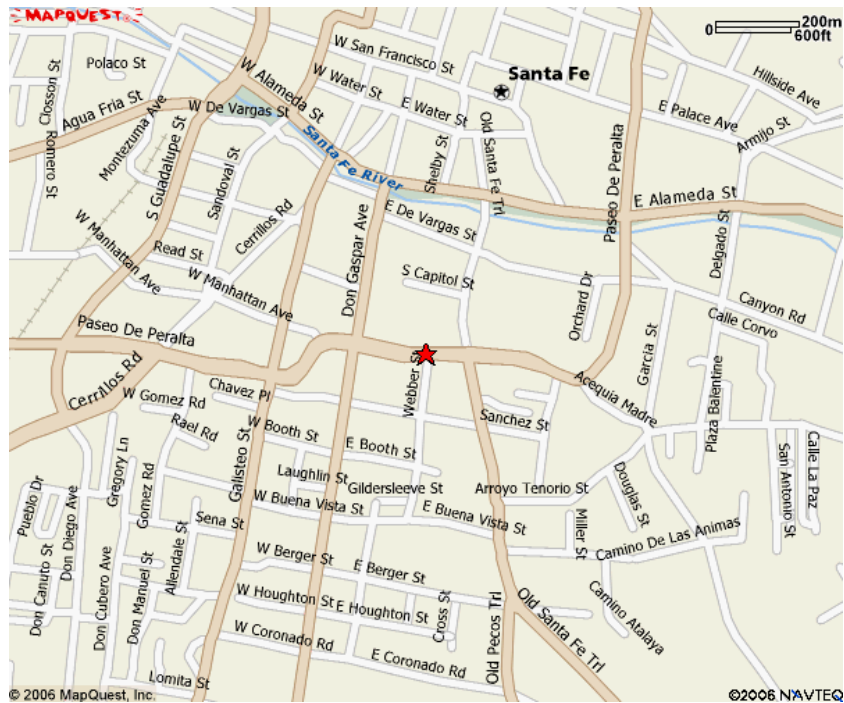 MAPQUEST
200m
0
600ft
W San Francisco St
Polaco St
Santa Fe
Hillside Ave
Closson St
W Alameda St
W Water St
E Water St
E Palace Ave
Agua Fria St
W De Vargas St
Montezuma Ave
Armijo St
Romero St
S Guadalupe St
Sandoval St
Santa Fe River
Shelby St
Old Santa Fe Trl
Paseo De Peralta
E Alameda St
Cerrillos Rd
E De Vargas St
Delgado St
W Manhattan Ave
Read St
Don Gaspar Ave
S Capitol St
W Manhattan Ave
Orchard Dr
Canyon Rd
Calle Corvo
Paseo De Peralta
Garcia St
Cerrillos Rd
Webber St
Acequia Madre
Plaza Balentine
Chavez Pl
W Gomez Rd
Sanchez St
Rael Rd
W Booth St
E Booth St
Gregory Ln
Galisteo St
Laughlin St
Gildersleeve St
Arroyo Tenorio St
Douglas St
San Antonio St
Calle La Paz
Pueblo Dr
Don Diego Ave
Gomez Rd
W Buena Vista St
E Buena Vista St
Sena St
Miller St
Camino De Las Animas
Allendale St
W Berger St
E Berger St
Don Canuto St
Don Cubero Ave
Don Manuel St
W Houghton St
E Houghton St
Cross St
Old Pecos Trl
Old Santa Fe Trl
Camino Atalaya
W Coronado Rd
E Coronado Rd
Lomita St
© 2006 MapQuest, Inc.
©2006 NAVTEQ